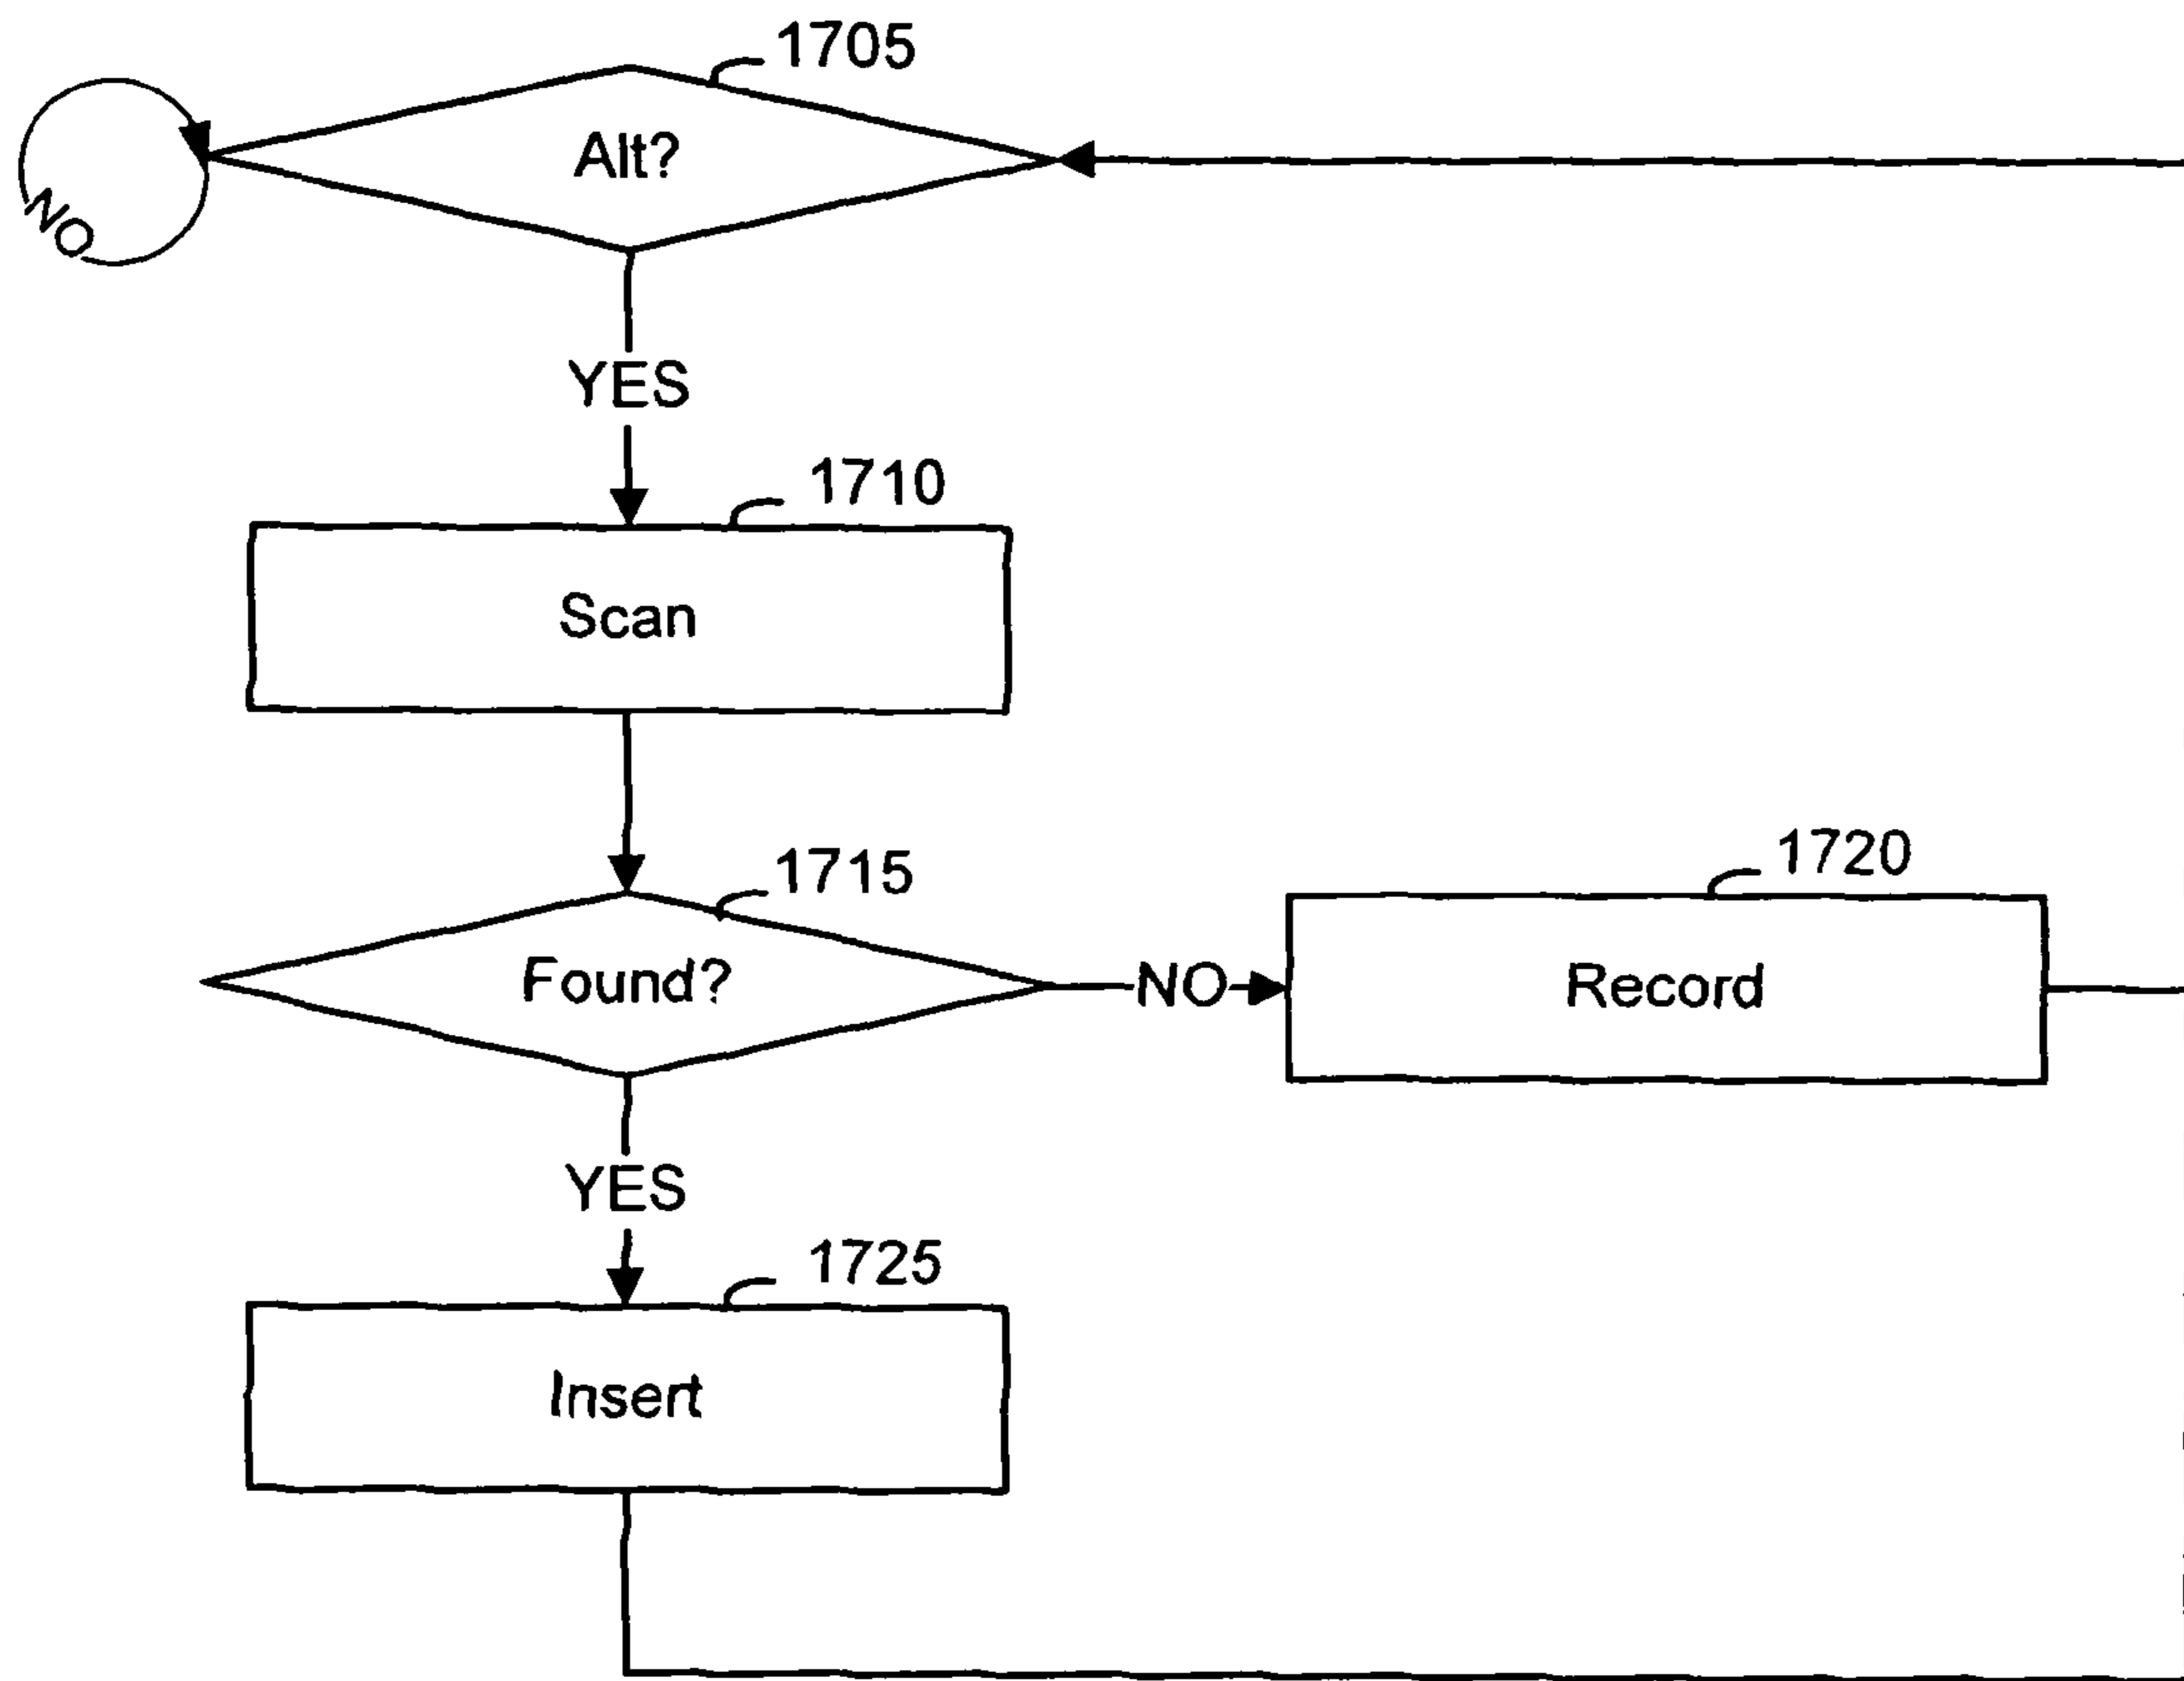 1705
Alt?
NO
YES
1710
Scan
1715
Found?
NO
1720
Record
YES
1725
Insert